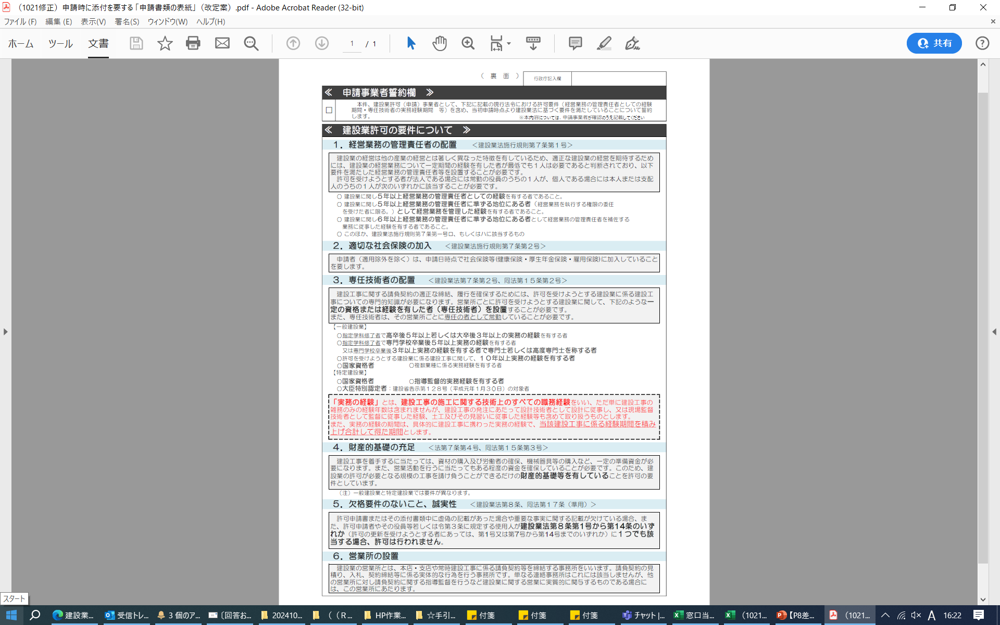 （1021修正）申請時に添付を要する「申請書類の表紙」（改定案）.pdf - Adobe Acrobat Reader (32-bit)
ファイル(F) 編集(E) 表示(V) 署名(S) ウィンドウ(W) ヘルプ(H)
ホーム ツール 文書 1 / 1 共有
（ 裏 面 ） 行政庁記入欄
≪ 申請事業者誓約欄 ≫
□ 本件、建設業許可（申請）事業者として、下記に記載の現行法令における許可要件（経営業務の管理責任者としての経験
期間・専任技術者の実務経験期間 等）を含め、当初申請時点より建設業法に基づく要件を満たしていることについて誓約
します。 ※本内容については、申請事業者が確認のうえ記載してください
≪ 建設業許可の要件について ≫
１．経営業務の管理責任者の配置 ＜建設業法施行規則第７条第１号＞
建設業の経営は他の産業の経営とは著しく異なった特徴を有しているため、適正な建設業の経営を期待するため
には、建設業の経営業務について一定期間の経験を有した者が最低でも１人は必要であると判断されており、以下
要件を満たした経営業務の管理責任者等を設置することが必要です。
許可を受けようとする者が法人である場合には常勤の役員のうちの１人が、個人である場合には本人または支配
人のうちの１人が次のいずれかに該当することが必要です。
○ 建設業に関し５年以上経営業務の管理責任者としての経験を有する者であること。
○ 建設業に関し５年以上経営業務の管理責任者に準ずる地位にある者（経営業務を執行する権限の委任
を受けた者に限る。）として経営業務を管理した経験を有する者であること。
○ 建設業に関し６年以上経営業務の管理責任者に準ずる地位にある者として経営業務の管理責任者を補佐する
業務に従事した経験を有する者であること。
○ このほか、建設業法施行規則第７条第一号ロ、もしくはハに該当するもの
２．適切な社会保険の加入 ＜建設業法施行規則第７条第２号＞
申請者（適用除外を除く）は、申請日時点で社会保険等(健康保険・厚生年金保険・雇用保険)に加入していること
を要します。
３．専任技術者の配置 ＜建設業法第７条第２号、同法第１５条第２号＞
建設工事に関する請負契約の適正な締結、履行を確保するためには、許可を受けようとする建設業に係る建設工
事についての専門的知識が必要になります。営業所ごとに許可を受けようとする建設業に関して、下記のような一
定の資格または経験を有した者（専任技術者）を設置することが必要です。
また、専任技術者は、その営業所ごとに専任の者として常勤していることが必要です。
【一般建設業】
○指定学科修了者で高卒後５年以上若しくは大卒後３年以上の実務の経験を有する者
○指定学科修了者で専門学校卒業後５年以上実務の経験を有する者
又は専門学校卒業後３年以上実務の経験を有する者で専門士若しくは高度専門士を称する者
○許可を受けようとする建設業に係る建設工事に関して、１０年以上実務の経験を有する者
○国家資格者 ○複数業種に係る実務経験を有する者
【特定建設業】
○国家資格者 ○指導監督的実務経験を有する者
○大臣特別認定者：建設省告示第１２８号（平成元年１月３０日）の対象者
「実務の経験」とは、建設工事の施工に関する技術上のすべての職務経験をいい、ただ単に建設工事の
雑務のみの経験年数は含まれませんが、建設工事の発注にあたって設計技術者として設計に従事し、又は現場監督
技術者として監督に従事した経験、土工及びその見習いに従事した経験等も含めて取り扱うものとします。
また、実務の経験の期間は、具体的に建設工事に携わった実務の経験で、当該建設工事に係る経験期間を積み
上げ合計して得た期間とします。
４．財産的基礎の充足 ＜法第７条第４号、同法第１５条第３号＞
建設工事を着手するに当たっては、資材の購入及び労働者の確保、機械器具等の購入など、一定の準備資金が必
要になります。また、営業活動を行うに当たってもある程度の資金を確保していることが必要です。このため、建
設業の許可が必要となる規模の工事を請け負うことができるだけの財産的基礎等を有していることを許可の要
件としています。
（注）一般建設業と特定建設業では要件が異なります。
５．欠格要件のないこと、誠実性 ＜建設業法第８条、同法第１７条（準用）＞
許可申請書またはその添付書類中に虚偽の記載があった場合や重要な事実に関する記載が欠けている場合、ま
た、許可申請者やその役員等若しくは令第３条に規定する使用人が建設業法第８条第1号から第14条のいず
れか（許可の更新を受けようとする者にあっては、第1号又は第7号から第14号までのいずれか）に１つでも該
当する場合、許可は行われません。
６．営業所の設置
建設業の営業所とは、本店・支店や常時建設工事に係る請負契約等を締結する事務所をいいます。請負契約の見
積り、入札、契約締結等に係る実体的な行為を行う事務所です。単なる連絡事務所はこれには該当しませんが、他
の営業所に対し請負契約に関する指導監督を行うなど建設業に関する営業に実質的に関与するものである場合に
は、この営業所にあたります。
スタート
建設業... 受信トレ... 3 個のア... 〔回答お... 202410... （（R... HP作業... ☆手引... 付箋 付箋 付箋 チャット |... 窓口当... （1021... 【P8差... （1021... A 16:22